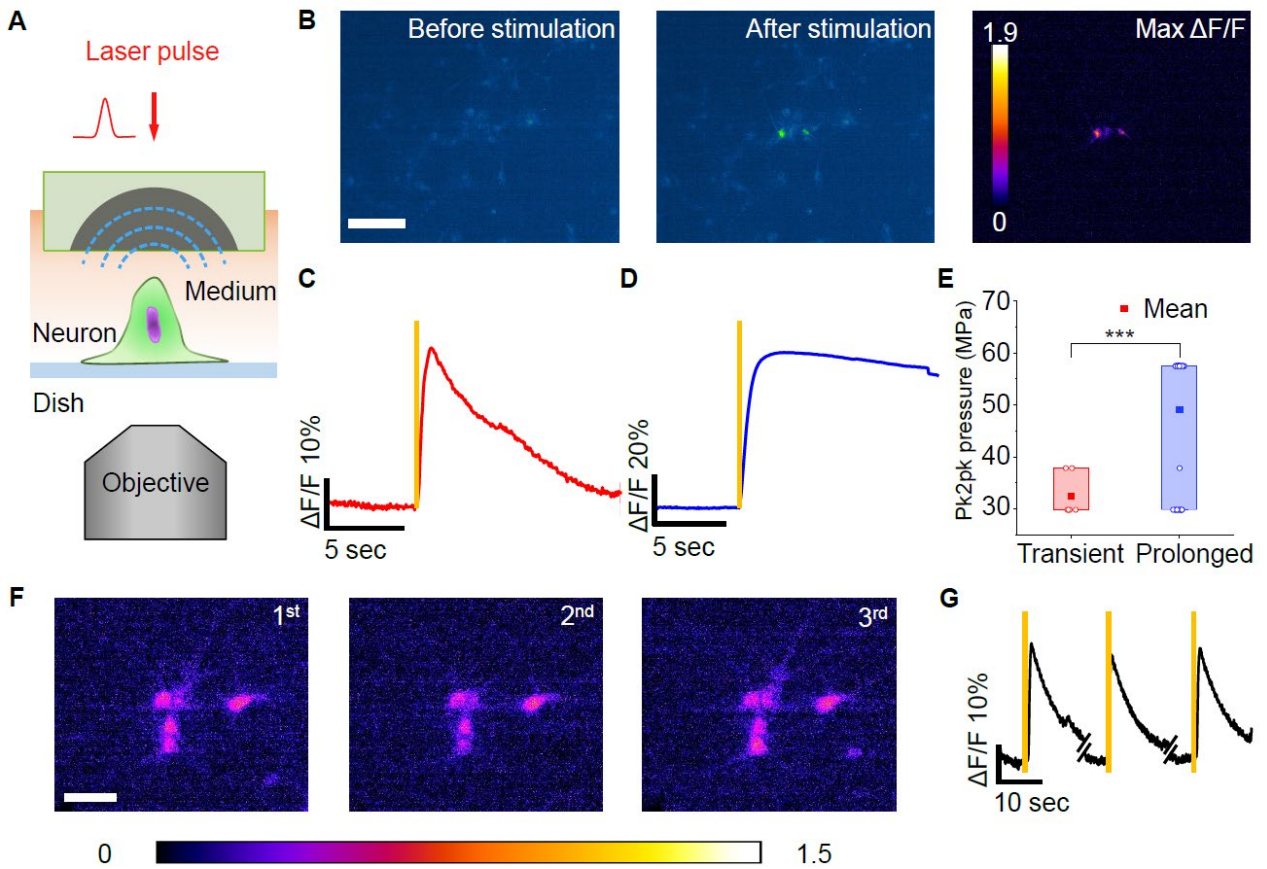 A
Laser pulse
Medium
Neuron
Dish
Objective
B
Before stimulation
After stimulation
Max ΔF/F
1.9
0
C
ΔF/F 10%
5 sec
D
ΔF/F 20%
5 sec
E
Pk2pk pressure (MPa)
70
60
50
40
30
Mean
***
Transient
Prolonged
F
1st
2nd
3rd
0
1.5
G
ΔF/F 10%
10 sec